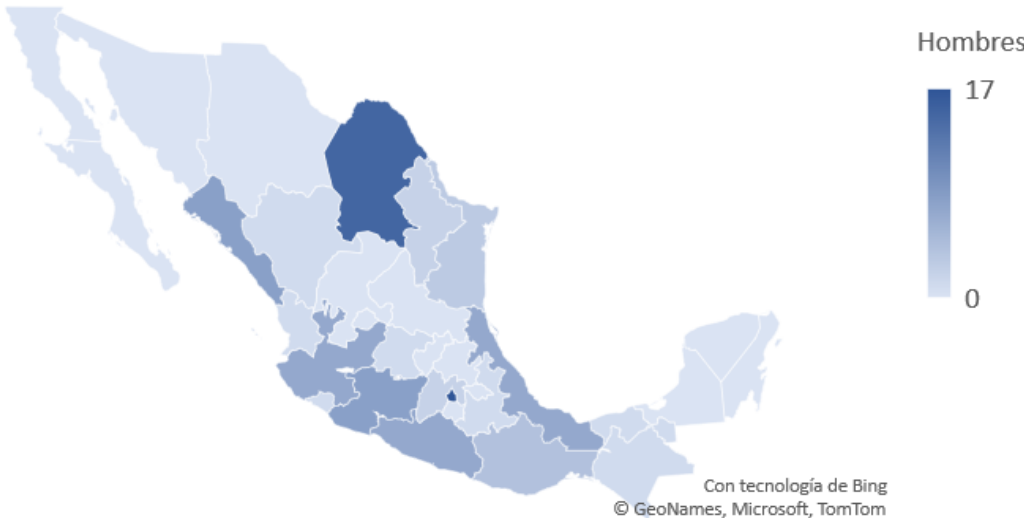 Hombres
17
0
Con tecnología de Bing
© GeoNames, Microsoft, TomTom